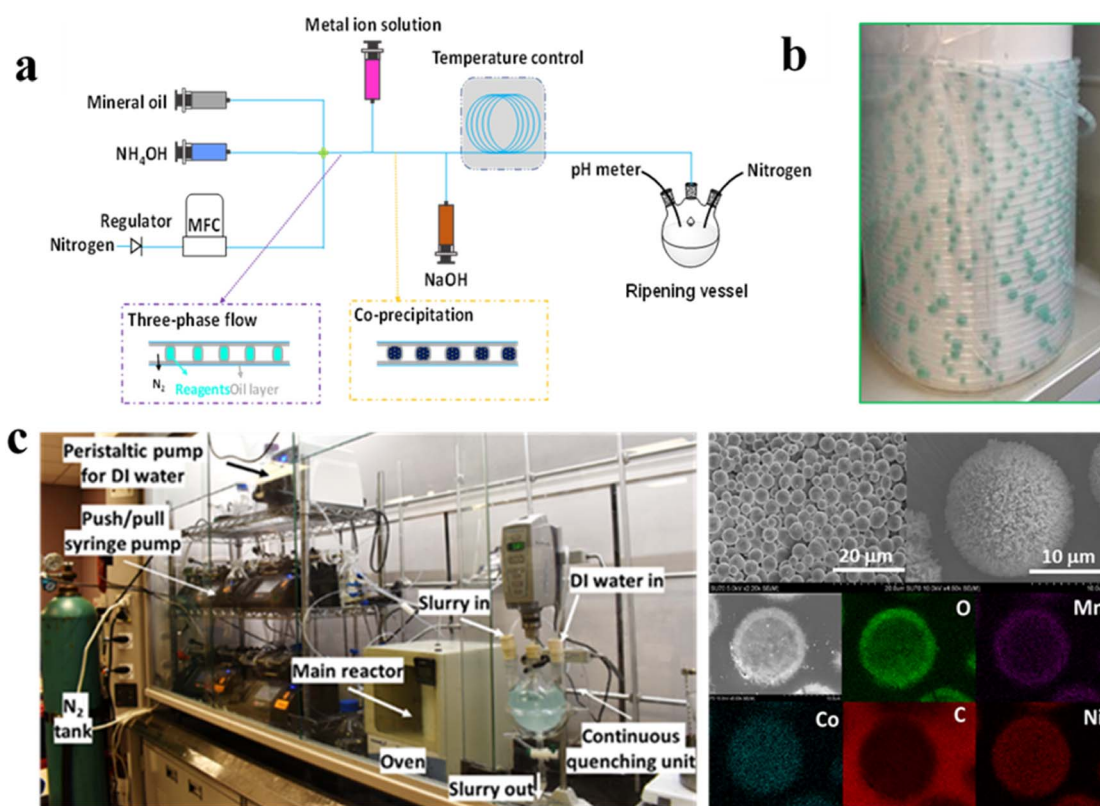 a
Metal ion solution
Temperature control
Mineral oil
NH₄OH
Regulator
MFC
Nitrogen
pH meter
Nitrogen
NaOH
Ripening vessel
Three-phase flow
N₂
Reagents
Oil layer
Co-precipitation
b
c
Peristaltic pump
for DI water
Push/pull
syringe pump
N₂
tank
Main reactor
Oven
Slurry in
DI water in
Continuous
quenching unit
Slurry out
20 μm
10 μm
O
Mn
Co
C
Ni